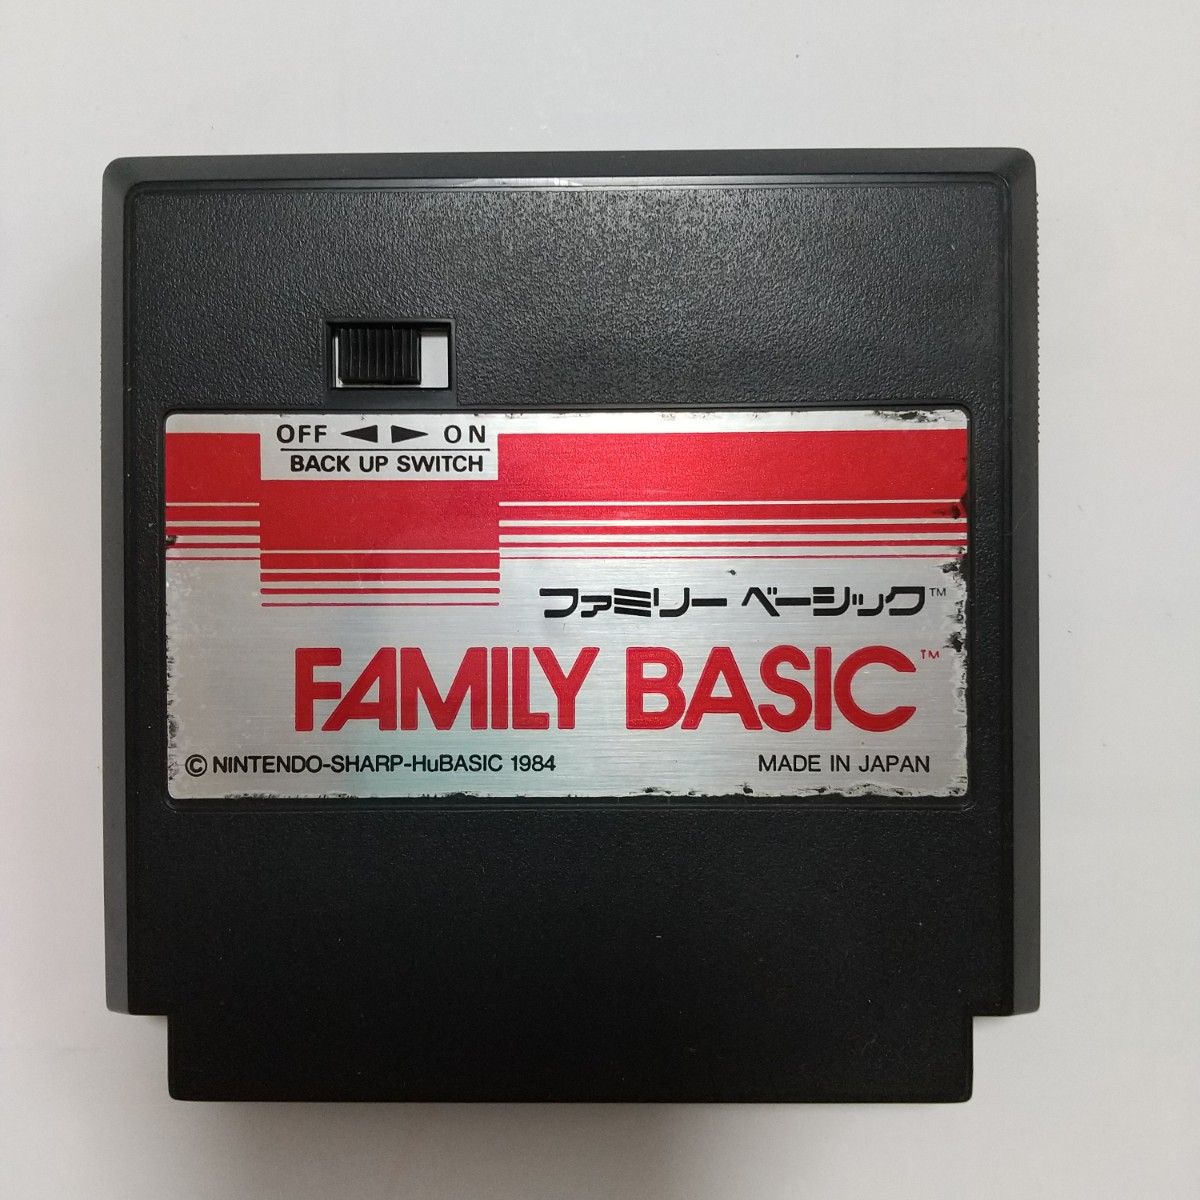 OFF ◀ ▶ ON
BACK UP SWITCH
ファミリー ベーシック™
FAMILY BASIC™
© NINTENDO-SHARP-HuBASIC 1984
MADE IN JAPAN